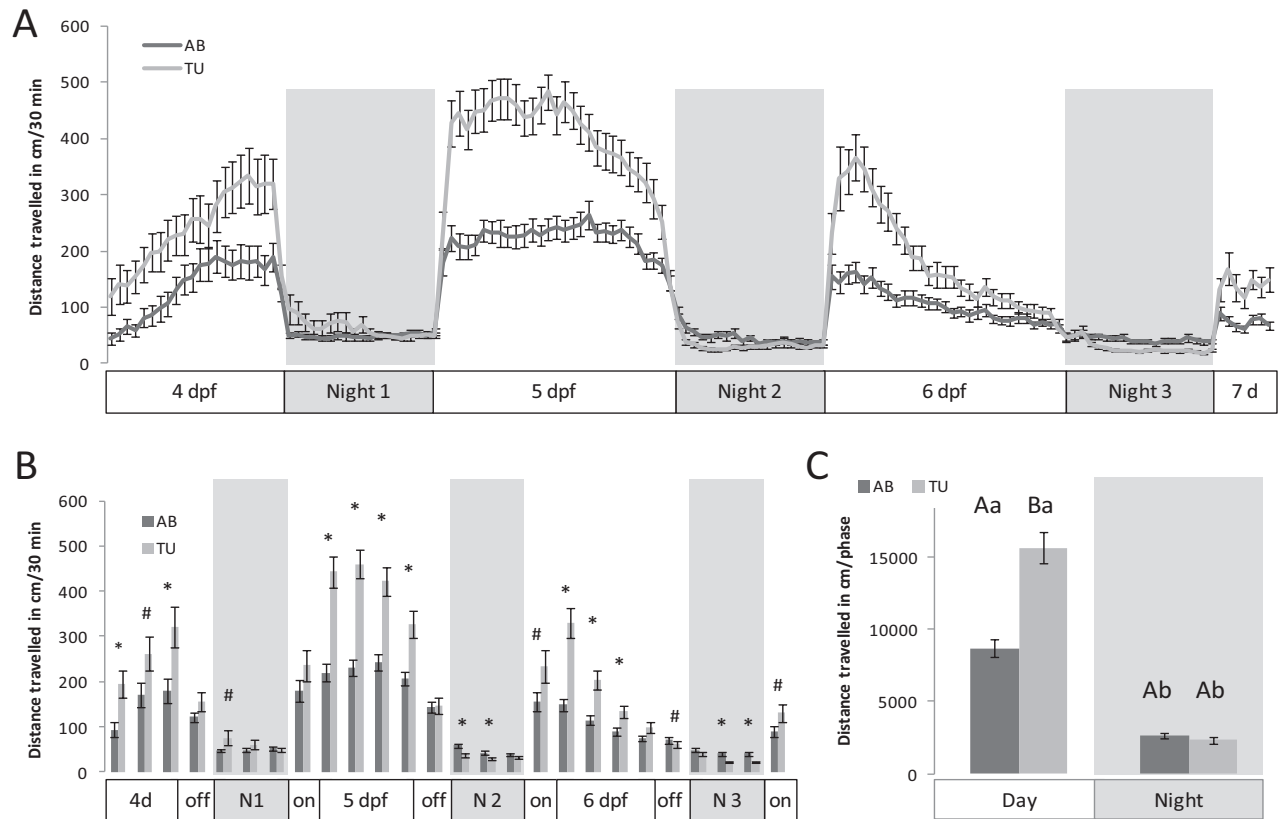 A
600
500
400
300
200
100
0
Distance travelled in cm/30 min
AB
TU
4 dpf Night 1 5 dpf Night 2 6 dpf Night 3 7 d
B
600
500
400
300
200
100
0
Distance travelled in cm/30 min
AB
TU
* # * # * * * * * * # * * * # * * #
4d off N1 on 5 dpf off N 2 on 6 dpf off N 3 on
C
AB TU
15000
10000
5000
0
Distance travelled in cm/phase
Aa Ba
Ab Ab
Day Night